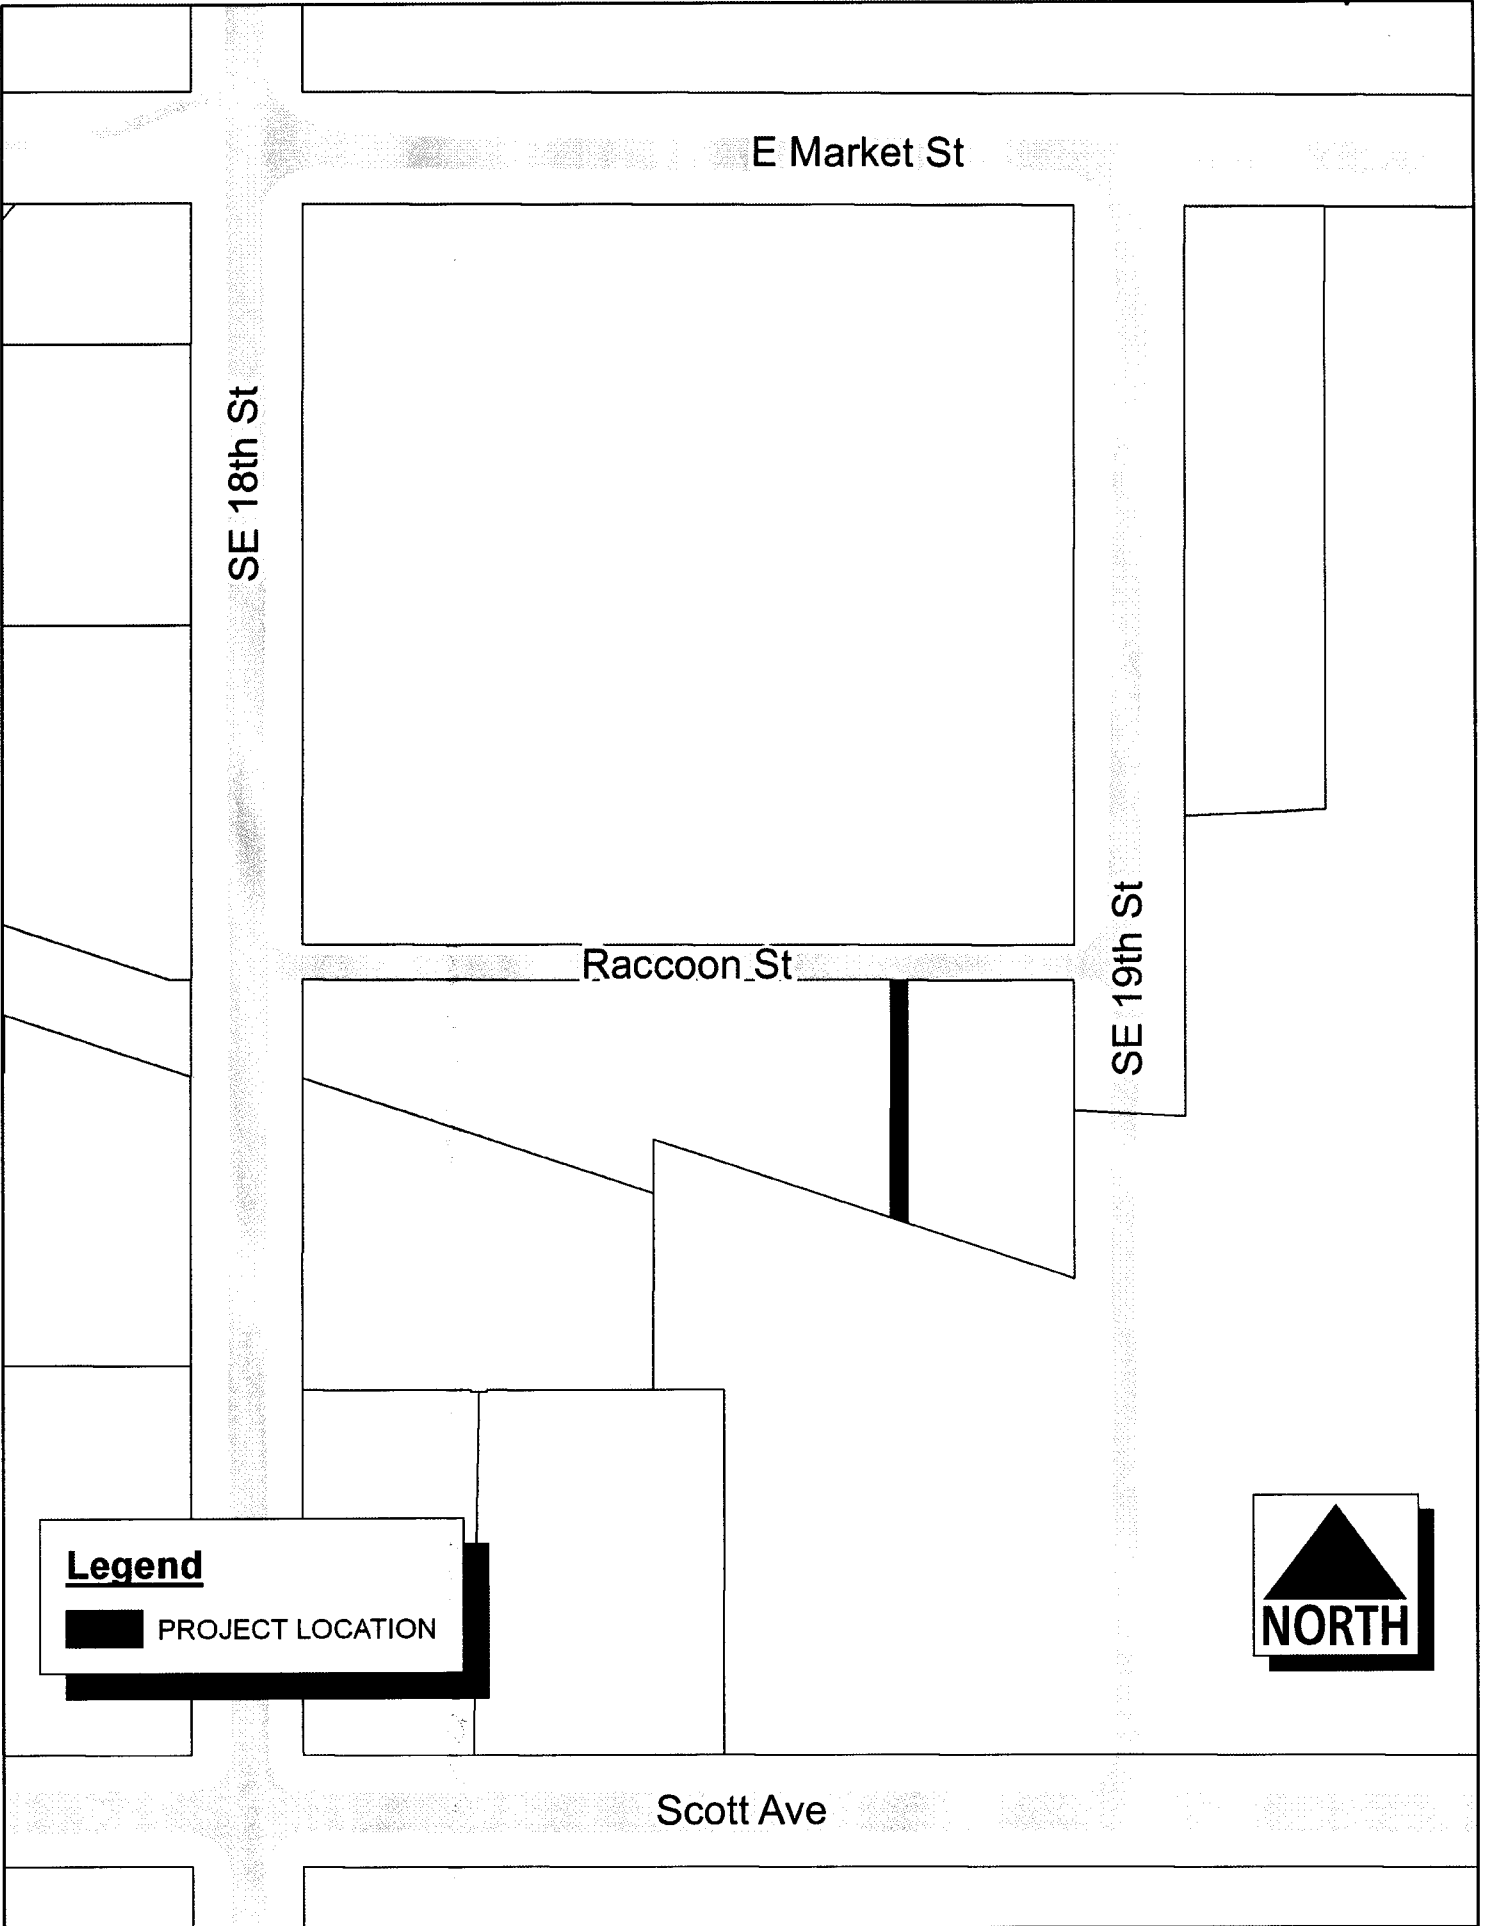 E Market St
SE 18th St
Raccoon St
SE 19th St
Legend
PROJECT LOCATION
NORTH
Scott Ave